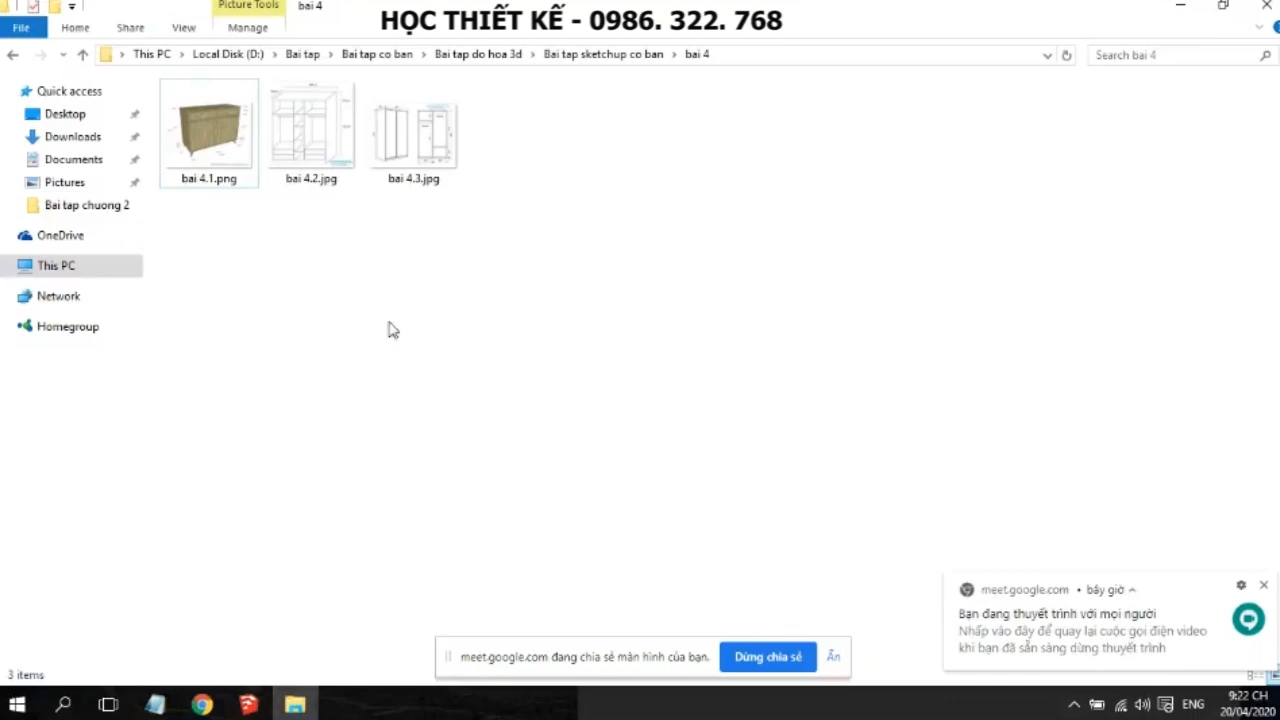 Picture Tools
bai 4
HỌC THIẾT KẾ - 0986. 322. 768
File
Home
Share
View
Manage
This PC
Local Disk (D:)
Bai tap
Bai tap co ban
Bai tap do hoa 3d
Bai tap sketchup co ban
bai 4
Search bai 4
Quick access
Desktop
Downloads
Documents
Pictures
Bai tap chuong 2
OneDrive
This PC
Network
Homegroup
bai 4.1.png
bai 4.2.jpg
bai 4.3.jpg
meet.google.com • bây giờ
Bạn đang thuyết trình với mọi người
Nhấp vào đây để quay lại cuộc gọi điện video
khi bạn đã sẵn sàng dừng thuyết trình
meet.google.com đang chia sẻ màn hình của bạn.
Dừng chia sẻ
Ẩn
3 items
ENG
9:22 CH
20/04/2020